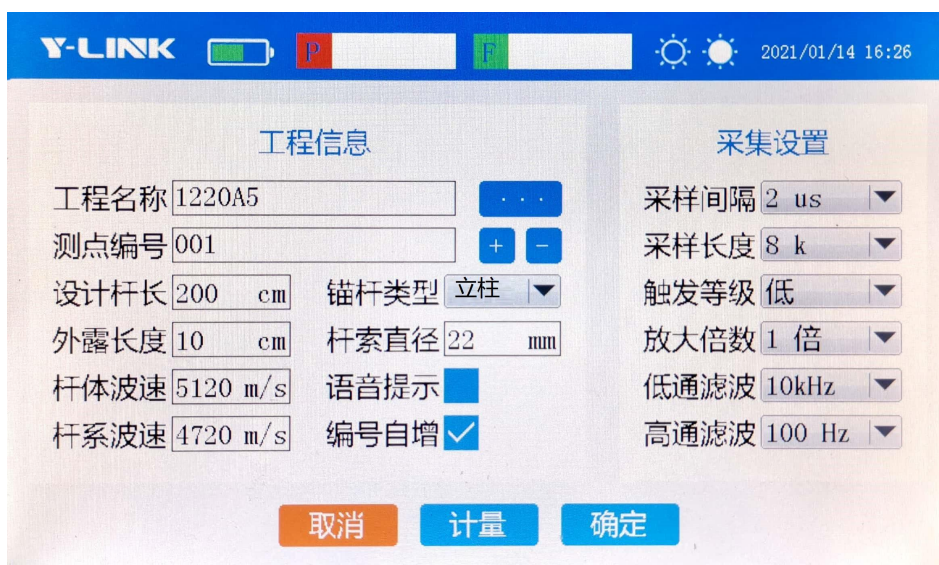 Y-LINK P F 2021/01/14 16:26
工程信息
工程名称 1220A5 ...
测点编号 001 + -
设计杆长 200 cm 锚杆类型 立柱
外露长度 10 cm 杆索直径 22 mm
杆体波速 5120 m/s 语音提示
杆系波速 4720 m/s 编号自增
采集设置
采样间隔 2 us
采样长度 8 k
触发等级 低
放大倍数 1 倍
低通滤波 10kHz
高通滤波 100 Hz
取消 计量 确定